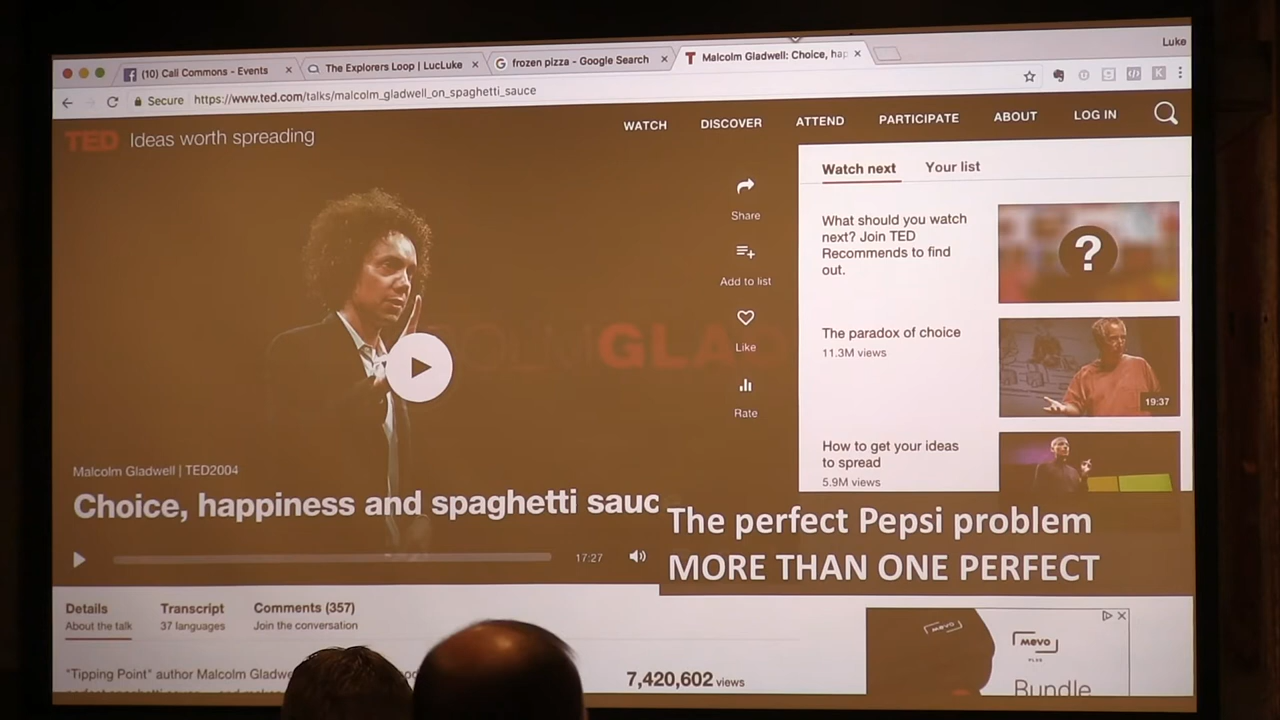 Luke
(10) Cali Commons - Events
The Explorers Loop | LucLuke
frozen pizza - Google Search
Malcolm Gladwell: Choice, hap
Secure
https://www.ted.com/talks/malcolm_gladwell_on_spaghetti_sauce
TED Ideas worth spreading
WATCH DISCOVER ATTEND PARTICIPATE ABOUT LOG IN
Share
Add to list
Like
Rate
GLAD
Malcolm Gladwell | TED2004
Choice, happiness and spaghetti sauc
17:27
Watch next Your list
What should you watch
next? Join TED
Recommends to find
out.
?
The paradox of choice
11.3M views
19:37
How to get your ideas
to spread
5.9M views
The perfect Pepsi problem
MORE THAN ONE PERFECT
Details Transcript Comments (357)
About the talk 37 languages Join the conversation
"Tipping Point" author Malcolm Gladwe
7,420,602 views
mevo
mevo
PLUS
Bundle